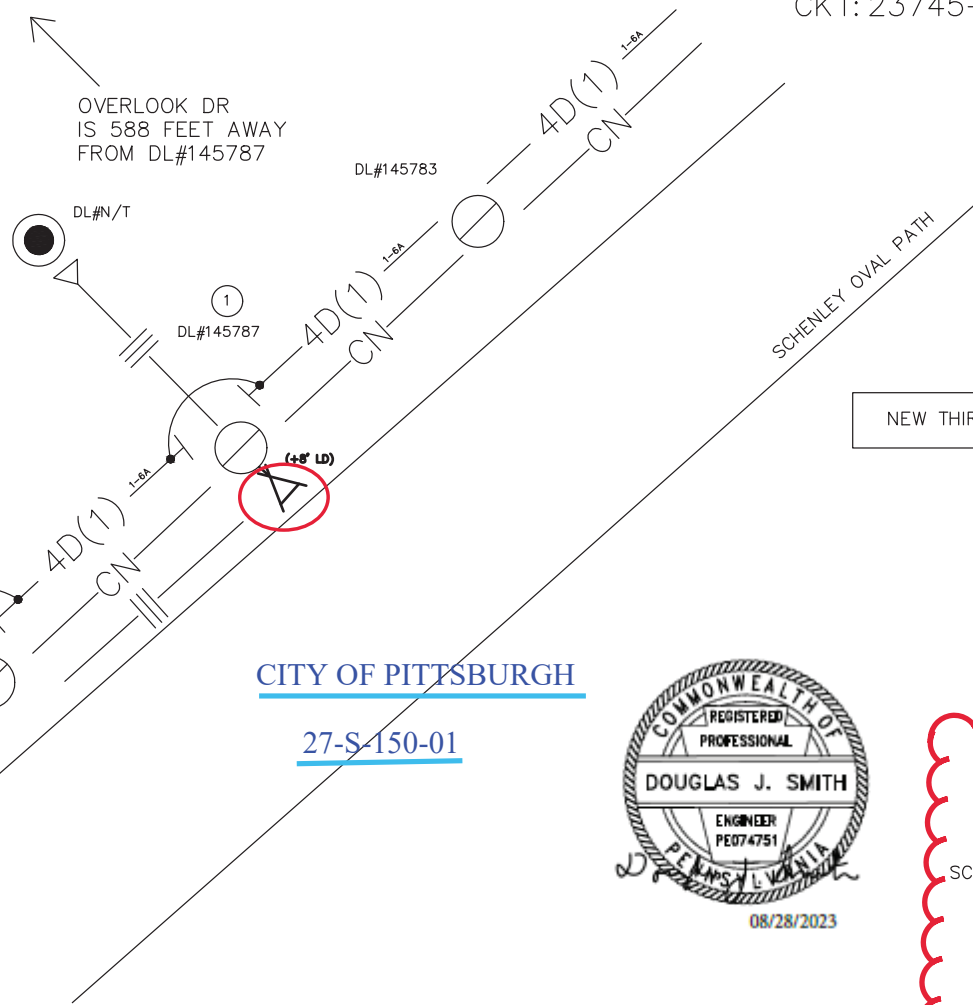 CKT: 23745-
OVERLOOK DR
IS 588 FEET AWAY
FROM DL#145787
1-6A
4D(1)
CN
DL#145783
DL#N/T
1
DL#145787
1-6A
4D(1)
CN
SCHENLEY OVAL PATH
NEW THIR
(+8' LD)
1-6A
4D(1)
CN
CITY OF PITTSBURGH
27-S-150-01
COMMONWEALTH OF
REGISTERED
PROFESSIONAL
DOUGLAS J. SMITH
ENGINEER
PE074751
PENNSYLVANIA
08/28/2023
SC